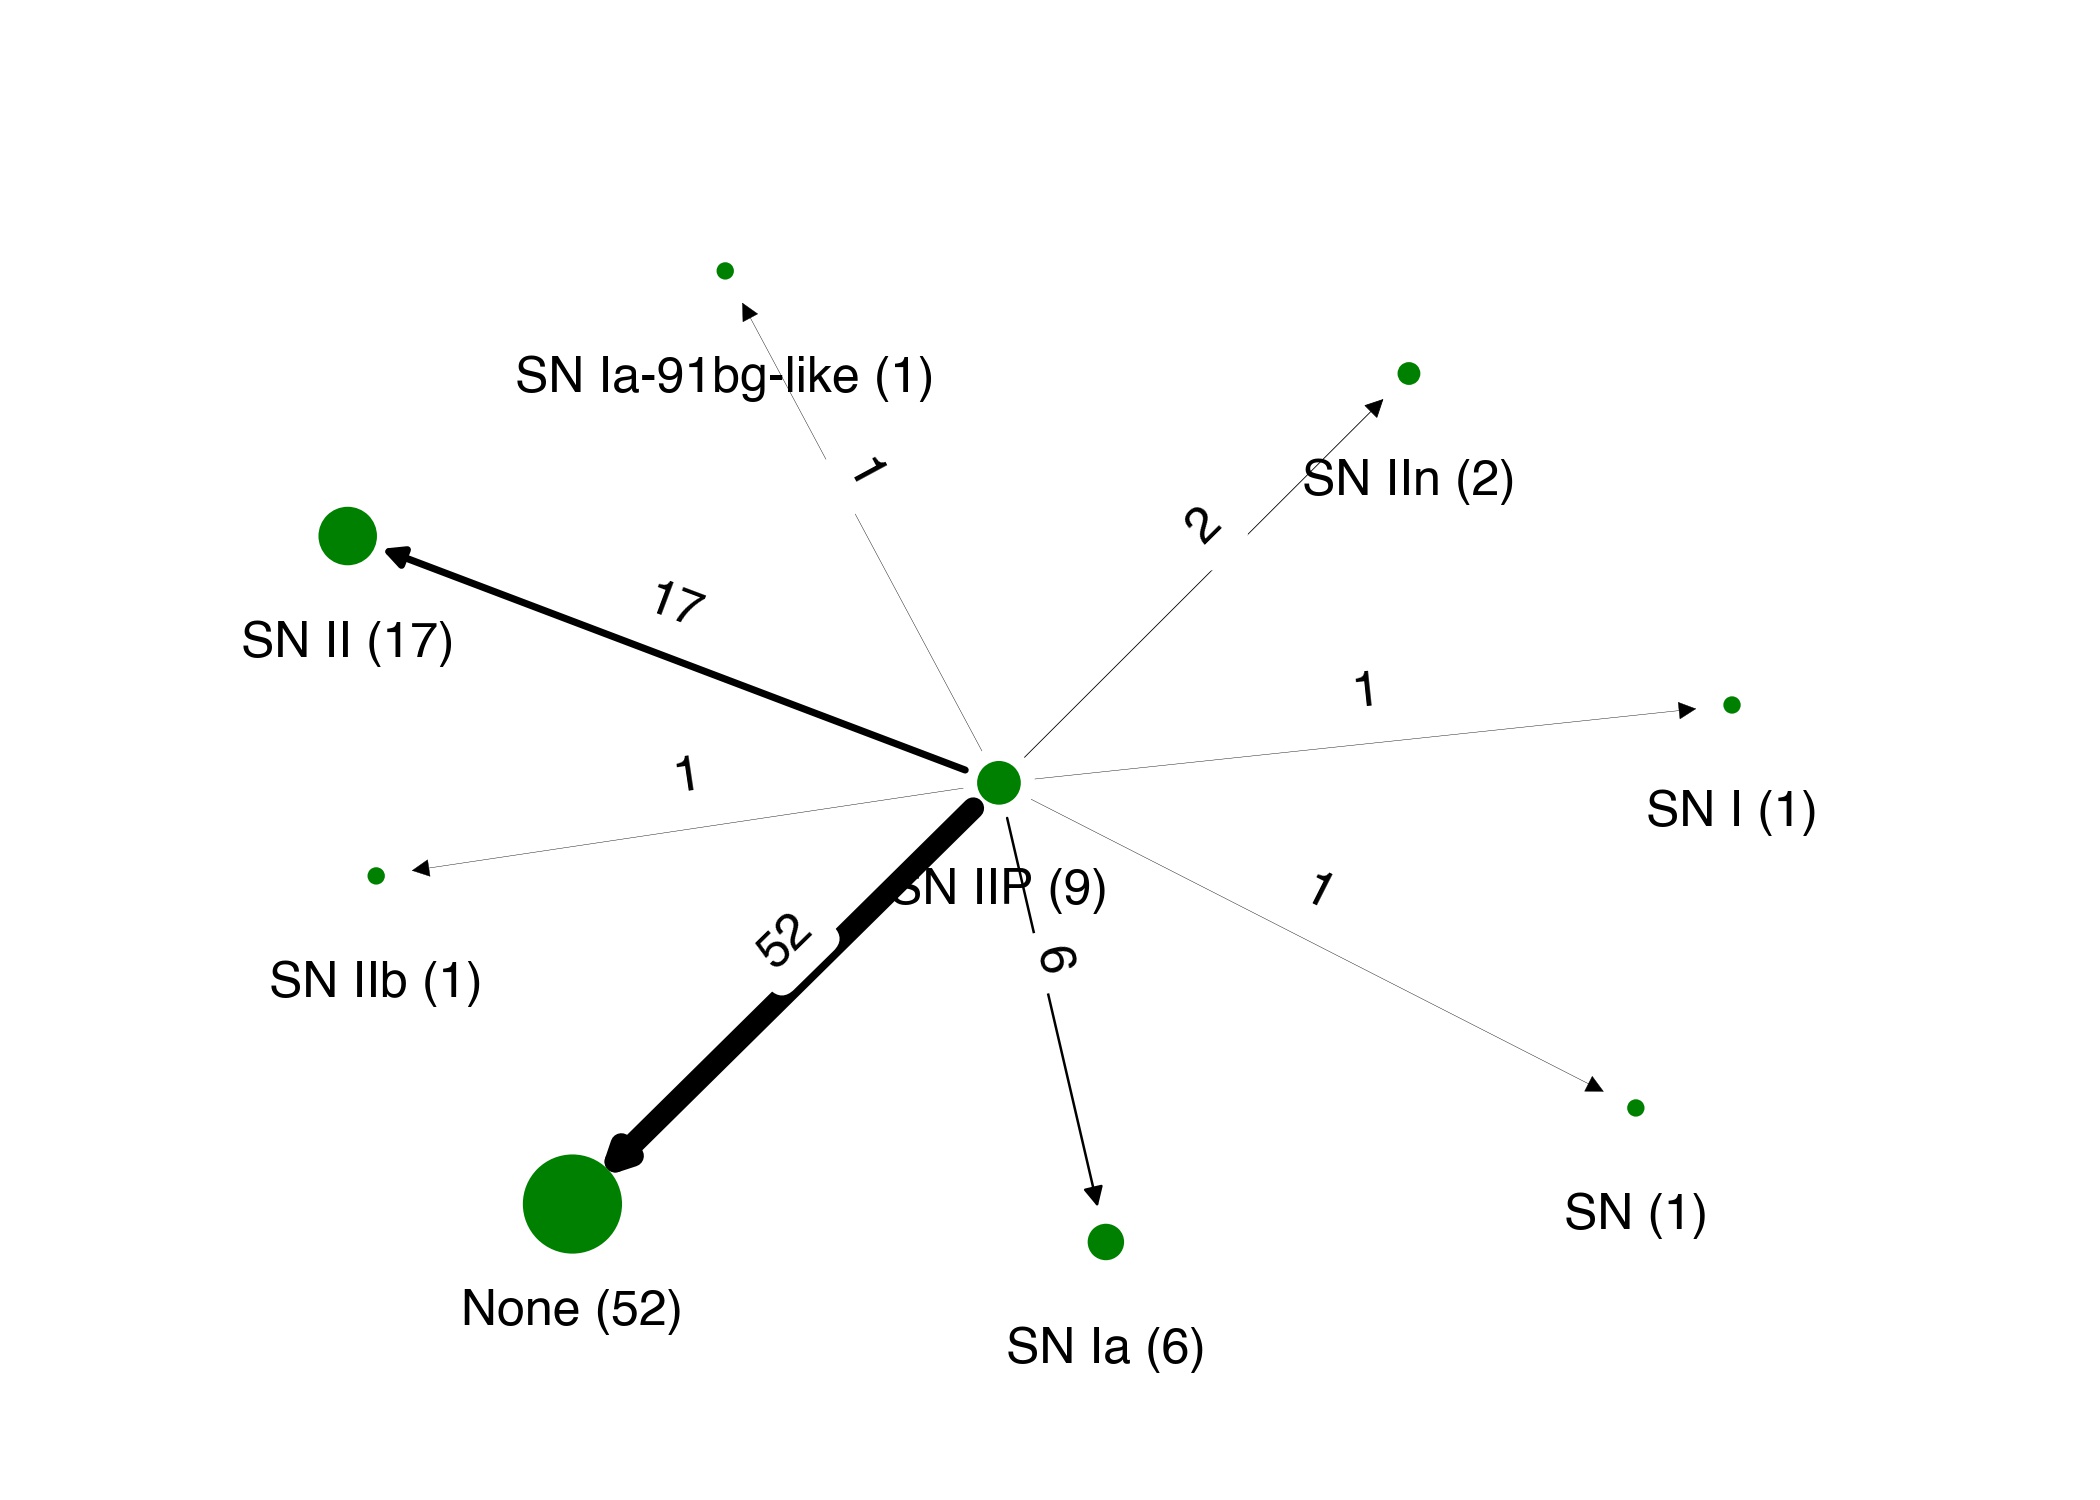 SN Ia-91bg-like (1)
1
SN IIn (2)
2
17
SN II (17)
1
SN I (1)
1
SN IIP (9)
1
52
6
SN IIb (1)
SN (1)
None (52)
SN Ia (6)